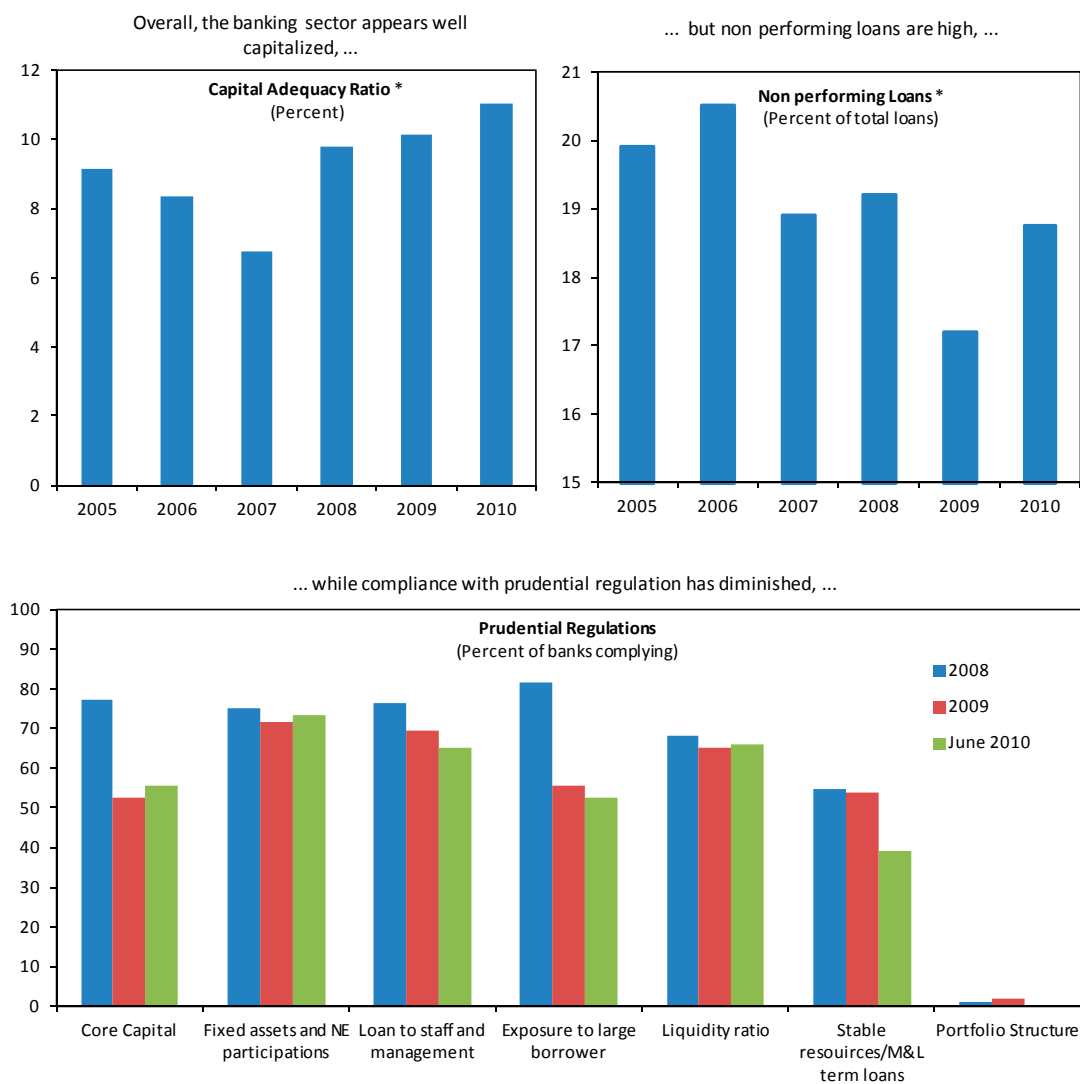 Overall, the banking sector appears well
capitalized, ...
Capital Adequacy Ratio *
(Percent)
12
10
8
6
4
2
0
2005 2006 2007 2008 2009 2010
... but non performing loans are high, ...
Non performing Loans *
(Percent of total loans)
21
20
19
18
17
16
15
2005 2006 2007 2008 2009 2010
... while compliance with prudential regulation has diminished, ...
Prudential Regulations
(Percent of banks complying)
100
90
80
70
60
50
40
30
20
10
0
2008
2009
June 2010
Core Capital
Fixed assets and NE
participations
Loan to staff and
management
Exposure to large
borrower
Liquidity ratio
Stable
resouirces/M&L
term loans
Portfolio Structure